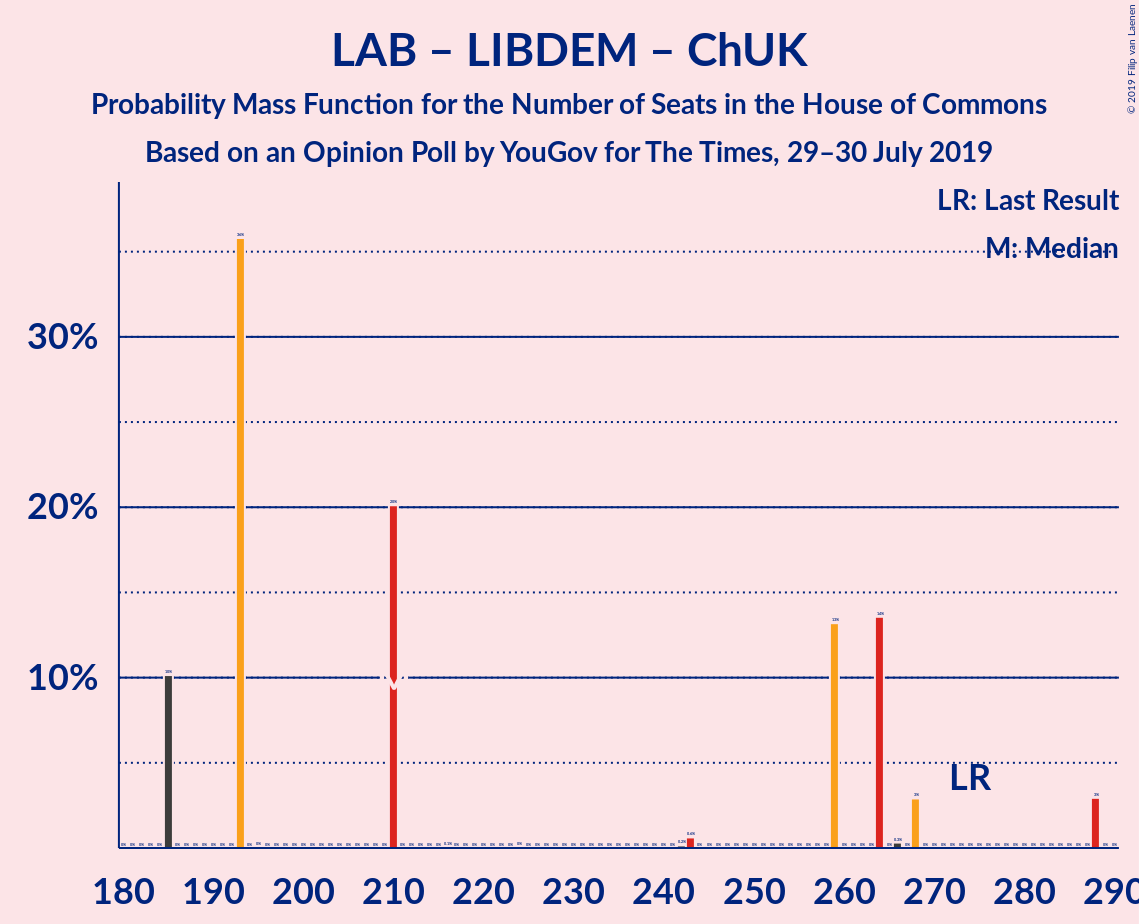 LAB – LIBDEM – ChUK
Probability Mass Function for the Number of Seats in the House of Commons
Based on an Opinion Poll by YouGov for The Times, 29–30 July 2019
© 2019 Filip van Laenen
LR: Last Result
M: Median
30%
20%
10%
LR
180 190 200 210 220 230 240 250 260 270 280 290